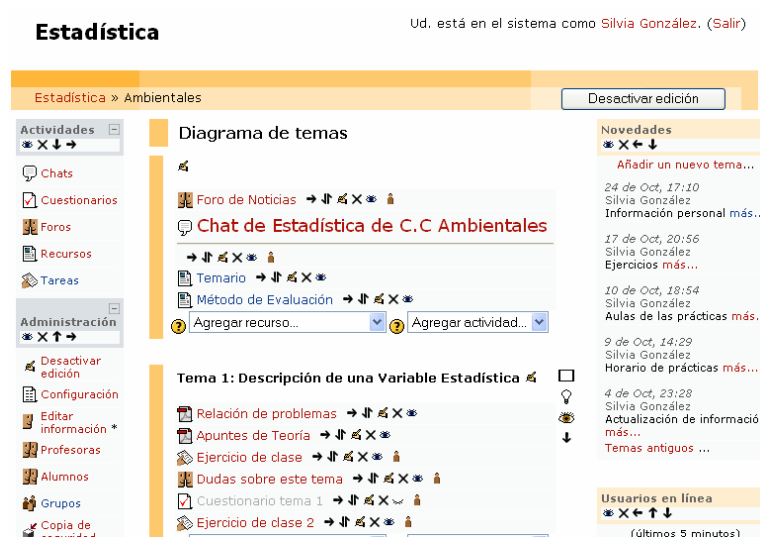 Estadística
Ud. está en el sistema como Silvia González. (Salir)
Estadística » Ambientales
Desactivar edición
Actividades
Chats
Cuestionarios
Foros
Recursos
Tareas
Administración
Desactivar
edición
Configuración
Editar
información *
Profesoras
Alumnos
Grupos
Copia de
seguridad
Diagrama de temas
Foro de Noticias
Chat de Estadística de C.C Ambientales
Temario
Método de Evaluación
? Agregar recurso...
? Agregar actividad...
Tema 1: Descripción de una Variable Estadística
Relación de problemas
Apuntes de Teoría
Ejercicio de clase
Dudas sobre este tema
Cuestionario tema 1
Ejercicio de clase 2
Novedades
Añadir un nuevo tema...
24 de Oct, 17:10
Silvia González
Información personal más..
17 de Oct, 20:56
Silvia González
Ejercicios más...
10 de Oct, 18:54
Silvia González
Aulas de las prácticas más.
9 de Oct, 14:29
Silvia González
Horario de prácticas más...
4 de Oct, 23:28
Silvia González
Actualización de informació
más...
Temas antiguos ...
Usuarios en línea
(últimos 5 minutos)